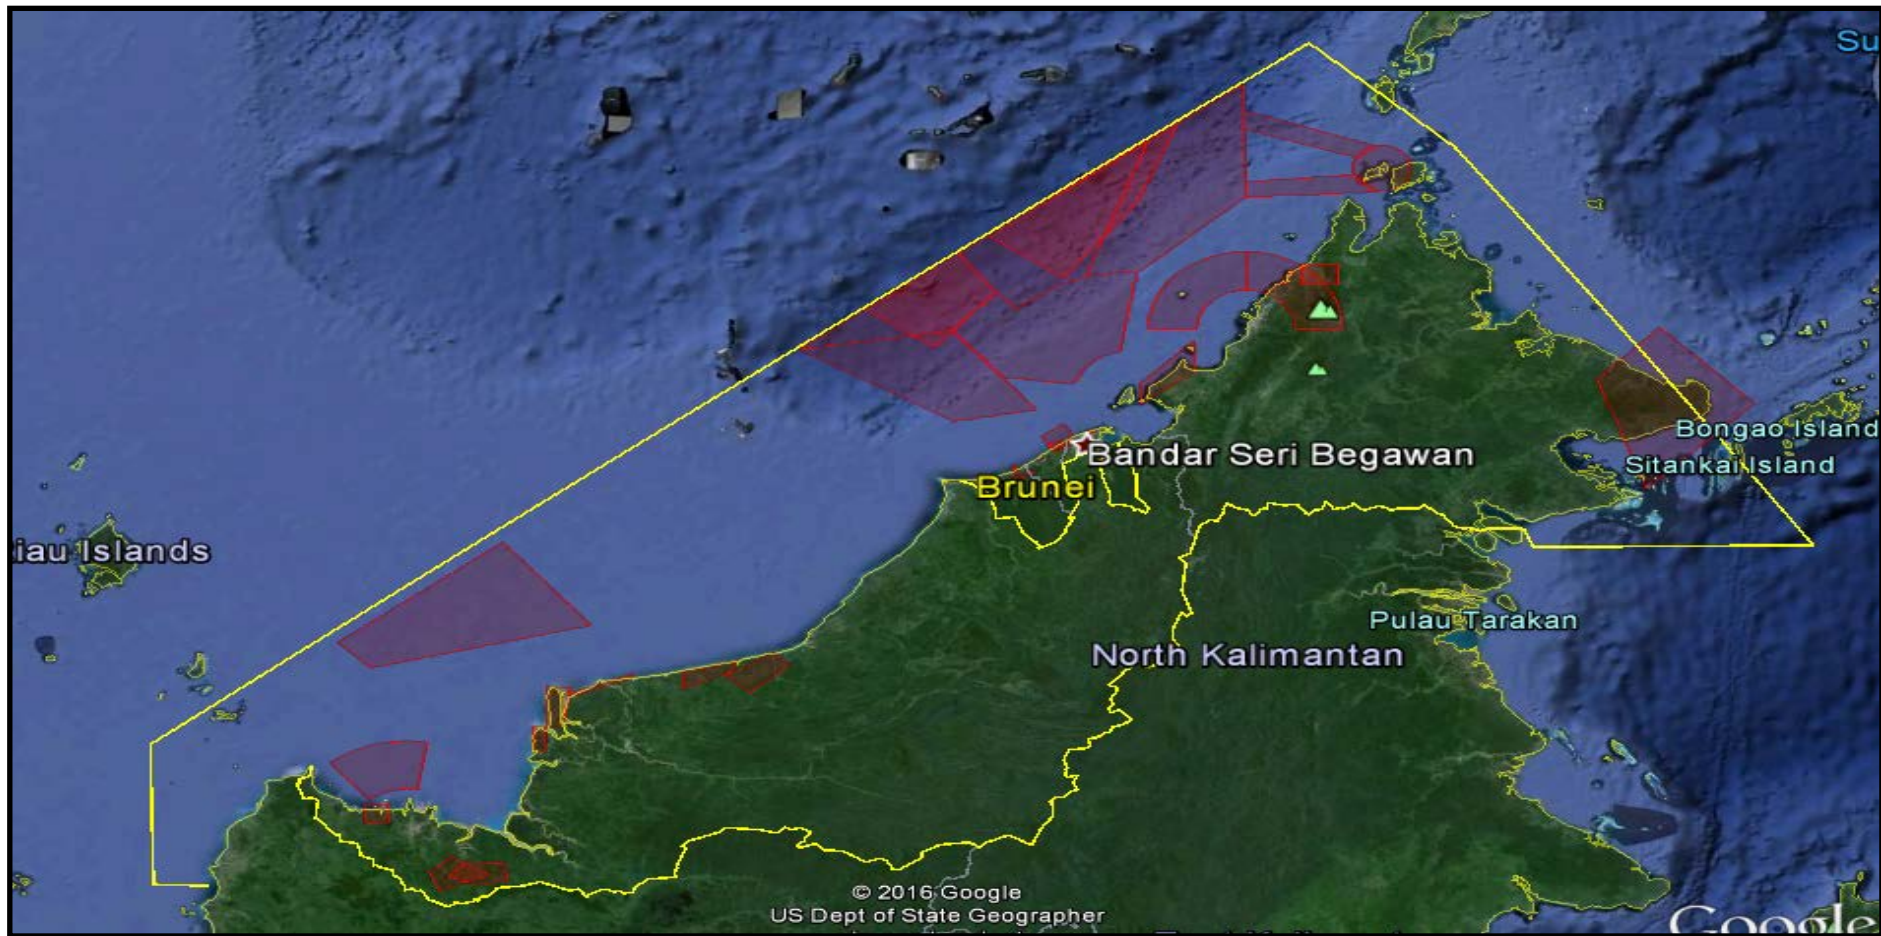 Su
Bandar Seri Begawan
Bongao Island
Sitankai Island
Brunei
iau Islands
Pulau Tarakan
North Kalimantan
© 2016 Google
US Dept of State Geographer
Google